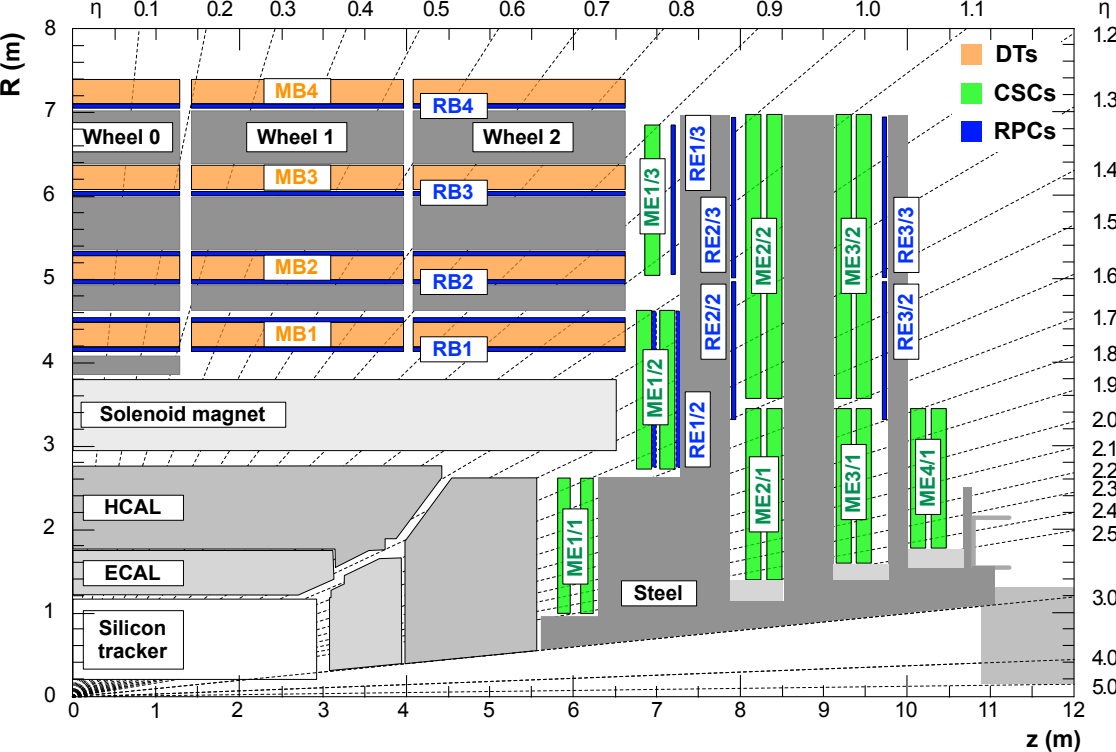 η 0.1 0.2 0.3 0.4 0.5 0.6 0.7 0.8 0.9 1.0 1.1 η
8 1.2
R (m)
DTs
MB4
CSCs
RB4
7 1.3
RPCs
Wheel 0 Wheel 1 Wheel 2
RE1/3
MB3
6 RB3 1.4
ME1/3
RE2/3
ME2/2
ME3/2
RE3/3
1.5
MB2
5 RB2 1.6
RE2/2
RE3/2
1.7
MB1
RB1
4 1.8
ME1/2
1.9
Solenoid magnet
RE1/2
2.0
3 2.1
2.2
2.3
ME2/1
ME3/1
ME4/1
HCAL
2.4
2 2.5
ME1/1
ECAL
Steel
1 3.0
Silicon
tracker
4.0
0 5.0
0 1 2 3 4 5 6 7 8 9 10 11 12
z (m)